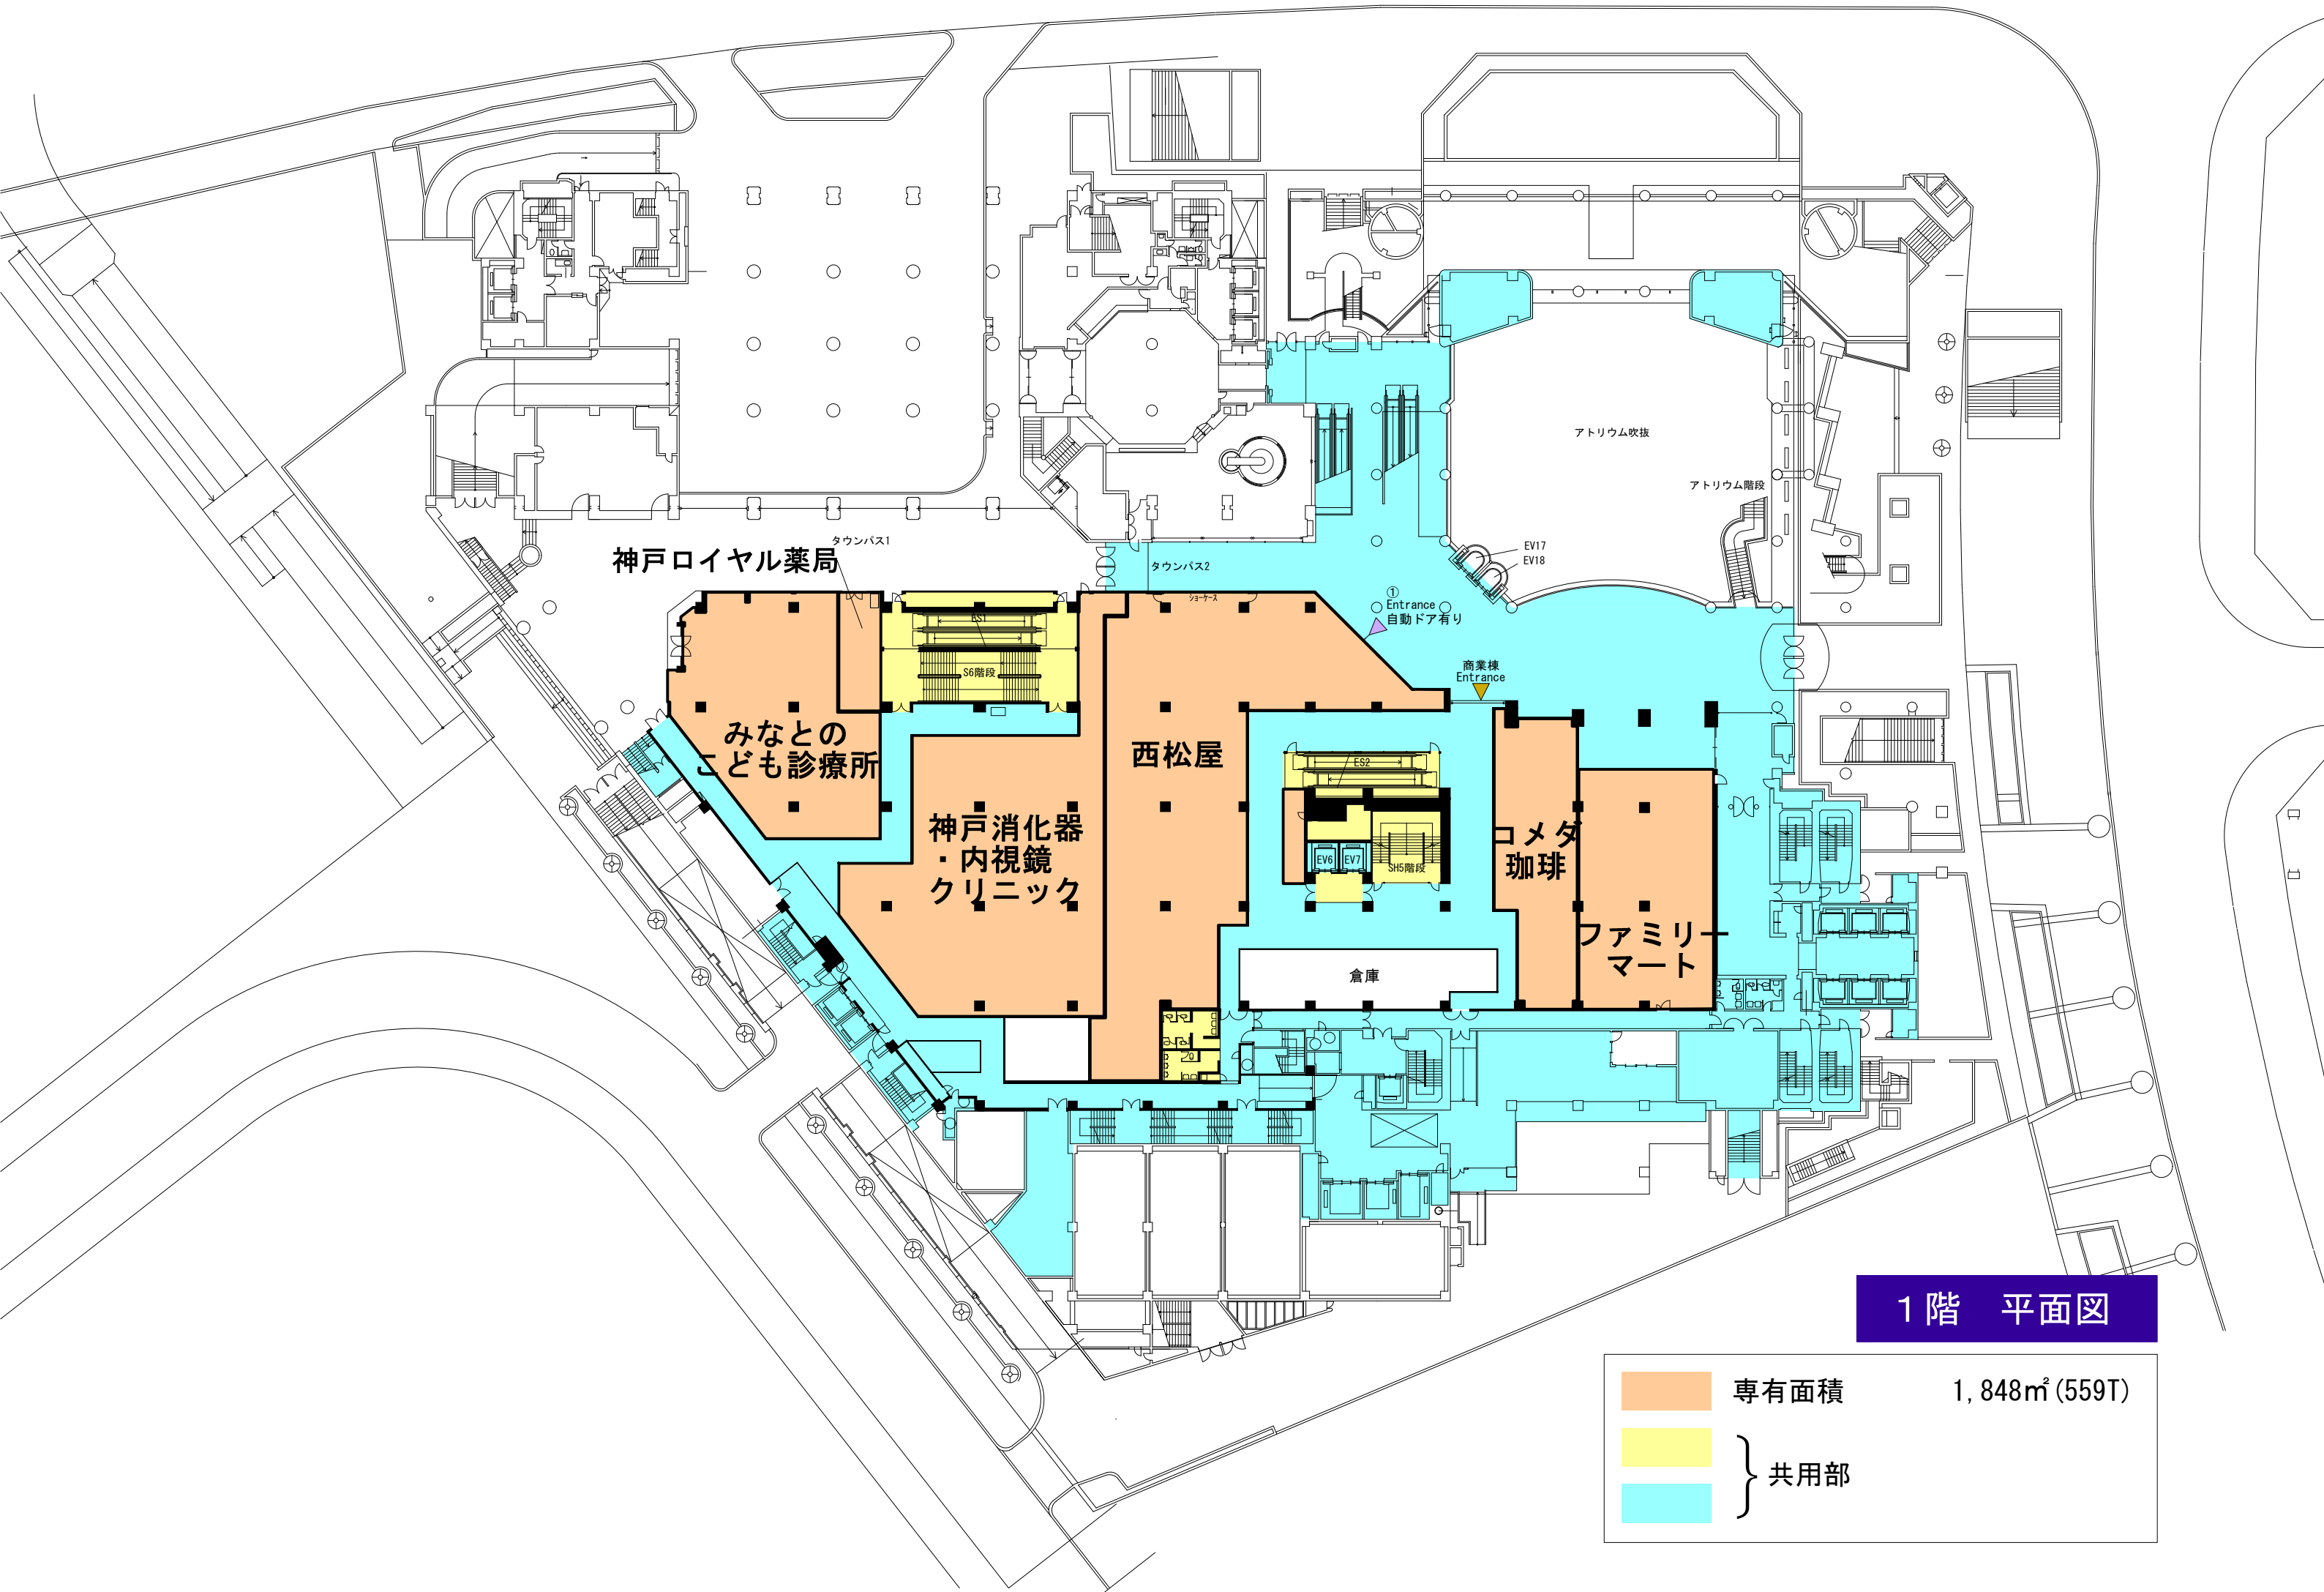 アトリウム吹抜
アトリウム階段
EV17
EV18
タウンパス1
神戸ロイヤル薬局
タウンパス2
ショーケース
①
Entrance
自動ドア有り
ES1
S6階段
商業棟
Entrance
みなとの
こども診療所
西松屋
ES2
神戸消化器
・内視鏡
クリニック
EV6
EV7
SH5階段
コメダ
珈琲
ファミリー
マート
倉庫
1階 平面図
専有面積 1,848㎡(559T)
共用部